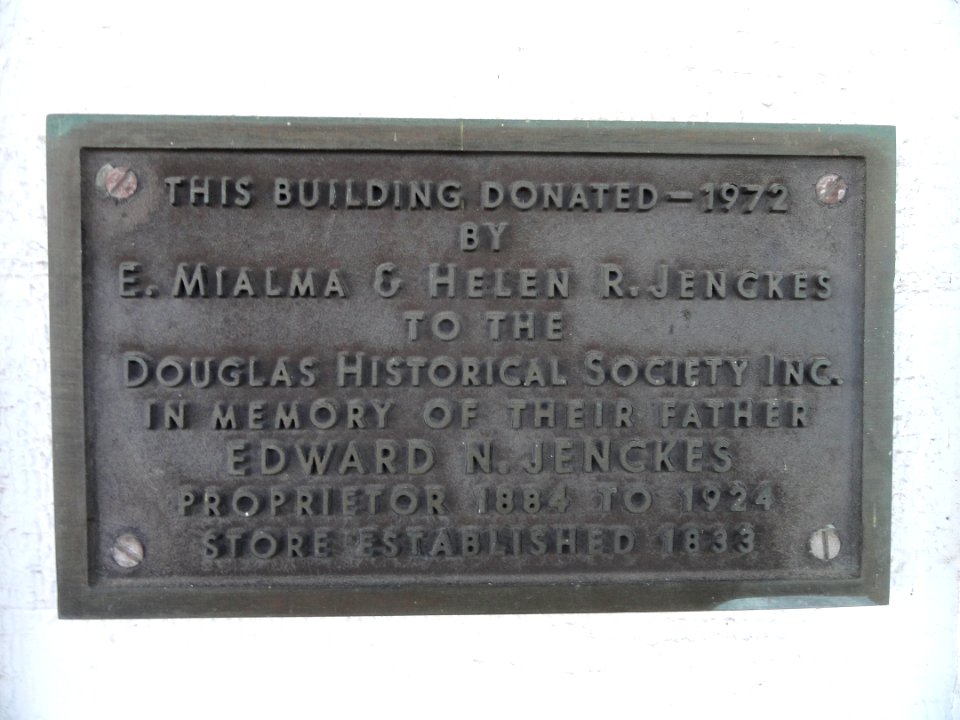 THIS BUILDING DONATED – 1972
BY
E. MIALMA & HELEN R. JENCKES
TO THE
DOUGLAS HISTORICAL SOCIETY INC.
IN MEMORY OF THEIR FATHER
EDWARD N. JENCKES
PROPRIETOR 1884 TO 1924
STORE ESTABLISHED 1833